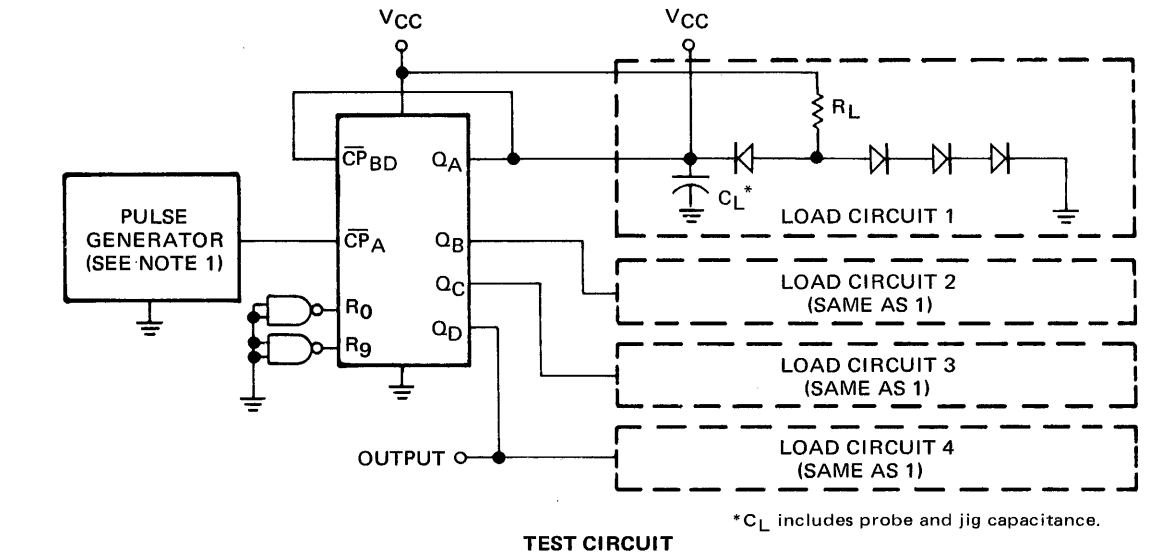 VCC
VCC
RL
C̅P̅BD
QA
CL*
LOAD CIRCUIT 1
PULSE
GENERATOR
(SEE NOTE 1)
C̅P̅A
QB
QC
QD
R0
R9
LOAD CIRCUIT 2
(SAME AS 1)
LOAD CIRCUIT 3
(SAME AS 1)
LOAD CIRCUIT 4
(SAME AS 1)
OUTPUT
*CL includes probe and jig capacitance.
TEST CIRCUIT